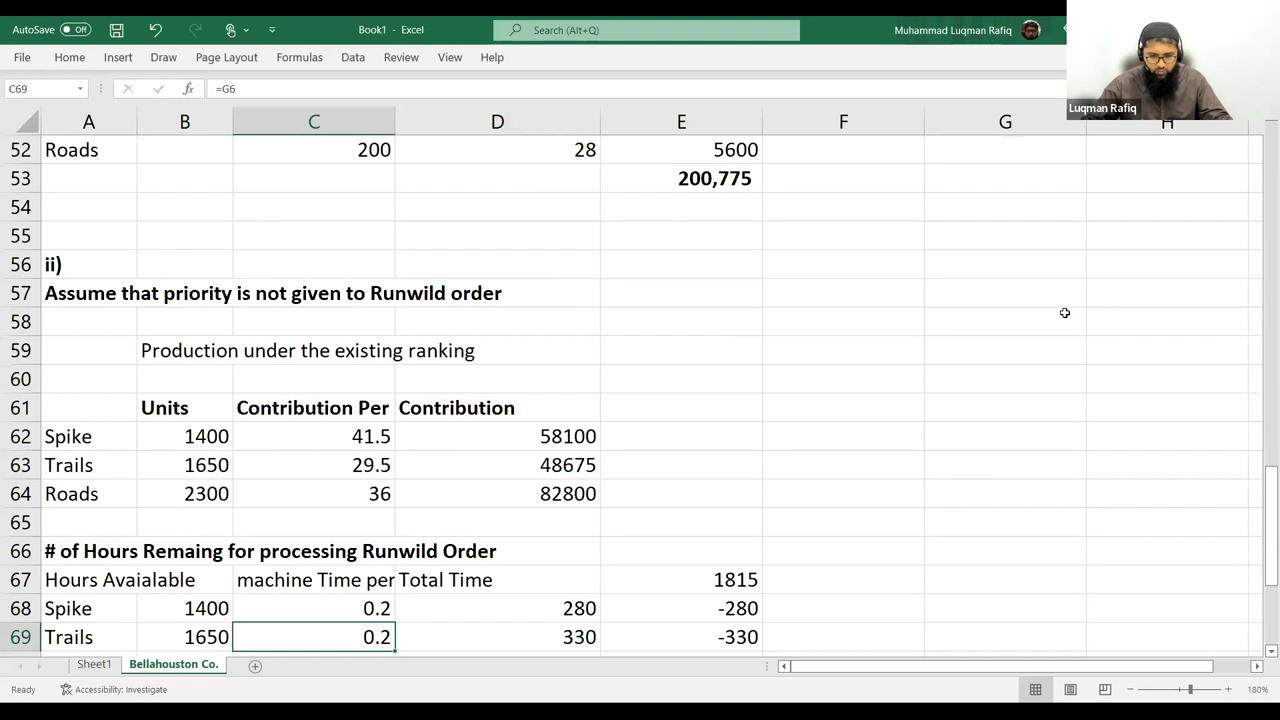 AutoSave Off Book1 - Excel Search (Alt+Q) Muhammad Luqman Rafiq
File Home Insert Draw Page Layout Formulas Data Review View Help
C69 fx =G6
Luqman Rafiq
A B C D E F G H
52 Roads 200 28 5600
53 200,775
54
55
56 ii)
57 Assume that priority is not given to Runwild order
58
59 Production under the existing ranking
60
61 Units Contribution Per Contribution
62 Spike 1400 41.5 58100
63 Trails 1650 29.5 48675
64 Roads 2300 36 82800
65
66 # of Hours Remaing for processing Runwild Order
67 Hours Avaialable machine Time per Total Time 1815
68 Spike 1400 0.2 280 -280
69 Trails 1650 0.2 330 -330
Sheet1 Bellahouston Co.
Ready Accessibility: Investigate 180%